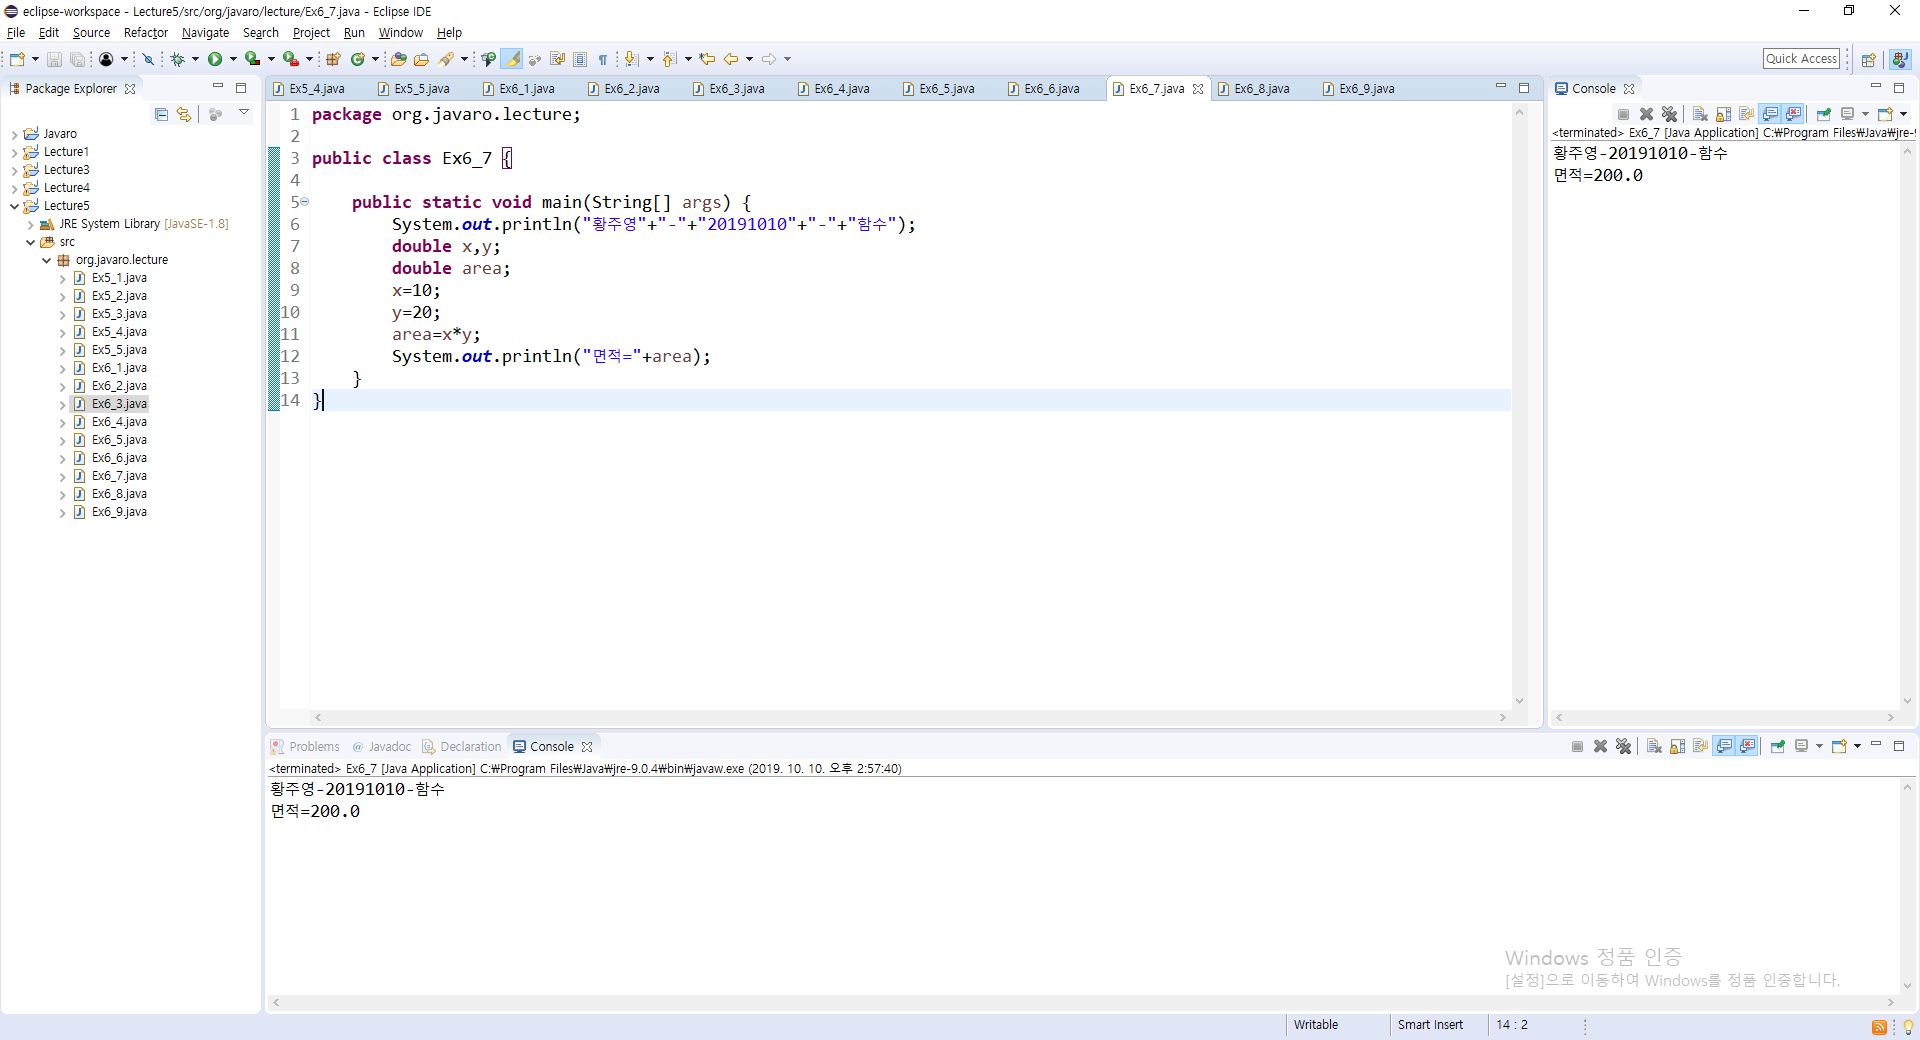 eclipse-workspace - Lecture5/src/org/javaro/lecture/Ex6_7.java - Eclipse IDE
File Edit Source Refactor Navigate Search Project Run Window Help
Quick Access
Package Explorer
Javaro
Lecture1
Lecture3
Lecture4
Lecture5
JRE System Library [JavaSE-1.8]
src
org.javaro.lecture
Ex5_1.java
Ex5_2.java
Ex5_3.java
Ex5_4.java
Ex5_5.java
Ex6_1.java
Ex6_2.java
Ex6_3.java
Ex6_4.java
Ex6_5.java
Ex6_6.java
Ex6_7.java
Ex6_8.java
Ex6_9.java
Ex5_4.java Ex5_5.java Ex6_1.java Ex6_2.java Ex6_3.java Ex6_4.java Ex6_5.java Ex6_6.java Ex6_7.java Ex6_8.java Ex6_9.java
1 package org.javaro.lecture;
2
3 public class Ex6_7 {
4
5 public static void main(String[] args) {
6 System.out.println("황주영"+"-"+"20191010"+"-"+"함수");
7 double x,y;
8 double area;
9 x=10;
10 y=20;
11 area=x*y;
12 System.out.println("면적="+area);
13 }
14 }
Console
<terminated> Ex6_7 [Java Application] C:₩Program Files₩Java₩jre-9
황주영-20191010-함수
면적=200.0
Problems Javadoc Declaration Console
<terminated> Ex6_7 [Java Application] C:₩Program Files₩Java₩jre-9.0.4₩bin₩javaw.exe (2019. 10. 10. 오후 2:57:40)
황주영-20191010-함수
면적=200.0
Windows 정품 인증
[설정]으로 이동하여 Windows를 정품 인증합니다.
Writable Smart Insert 14 : 2